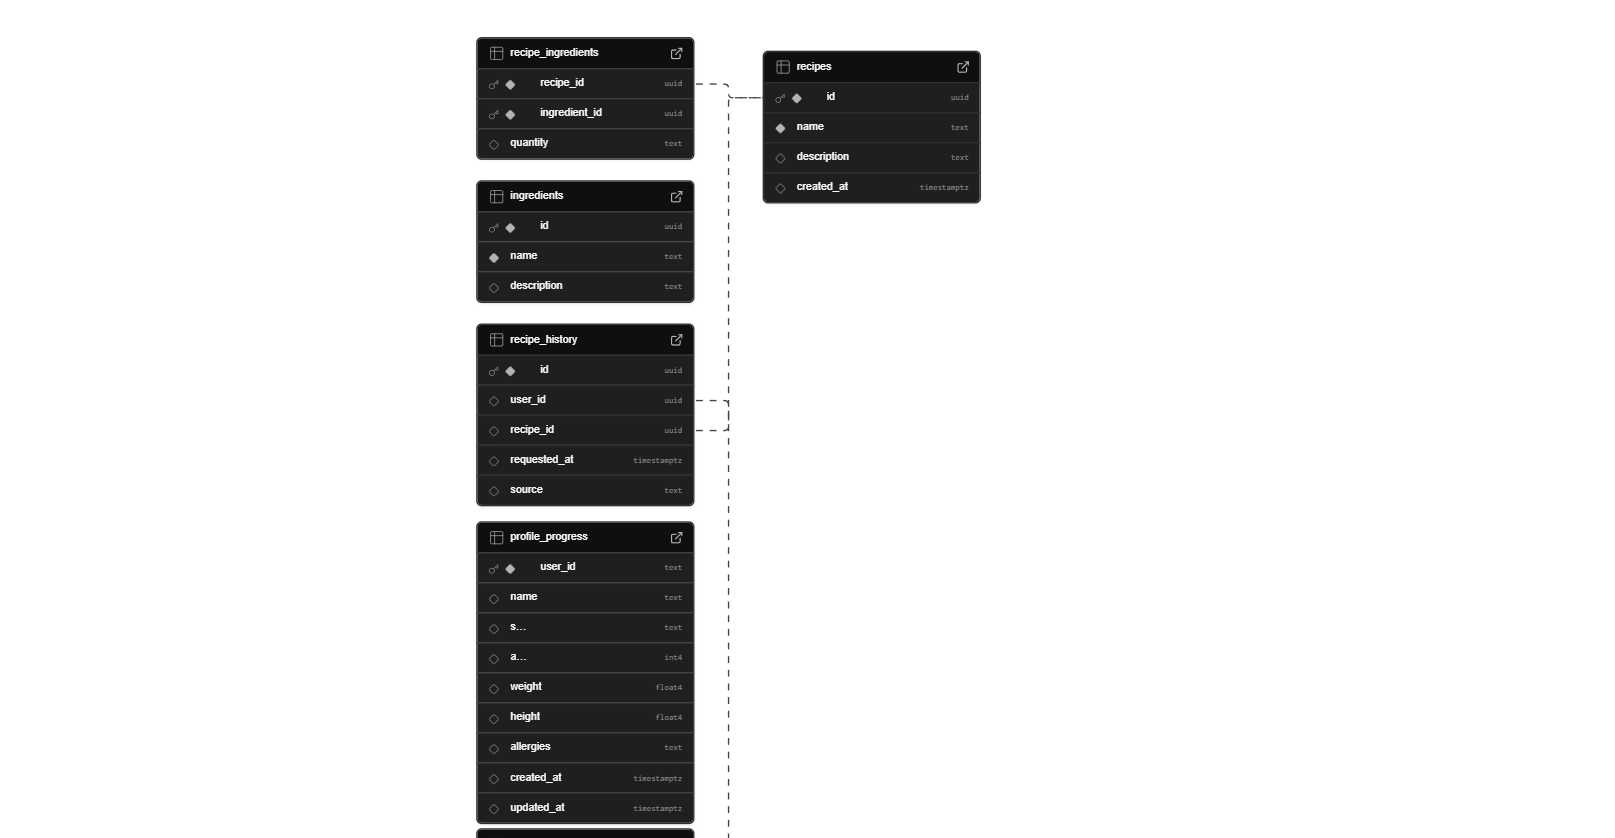 recipe_ingredients
recipe_id uuid
ingredient_id uuid
quantity text
recipes
id uuid
name text
description text
created_at timestamptz
ingredients
id uuid
name text
description text
recipe_history
id uuid
user_id uuid
recipe_id uuid
requested_at timestamptz
source text
profile_progress
user_id text
name text
s... text
a... int4
weight float4
height float4
allergies text
created_at timestamptz
updated_at timestamptz